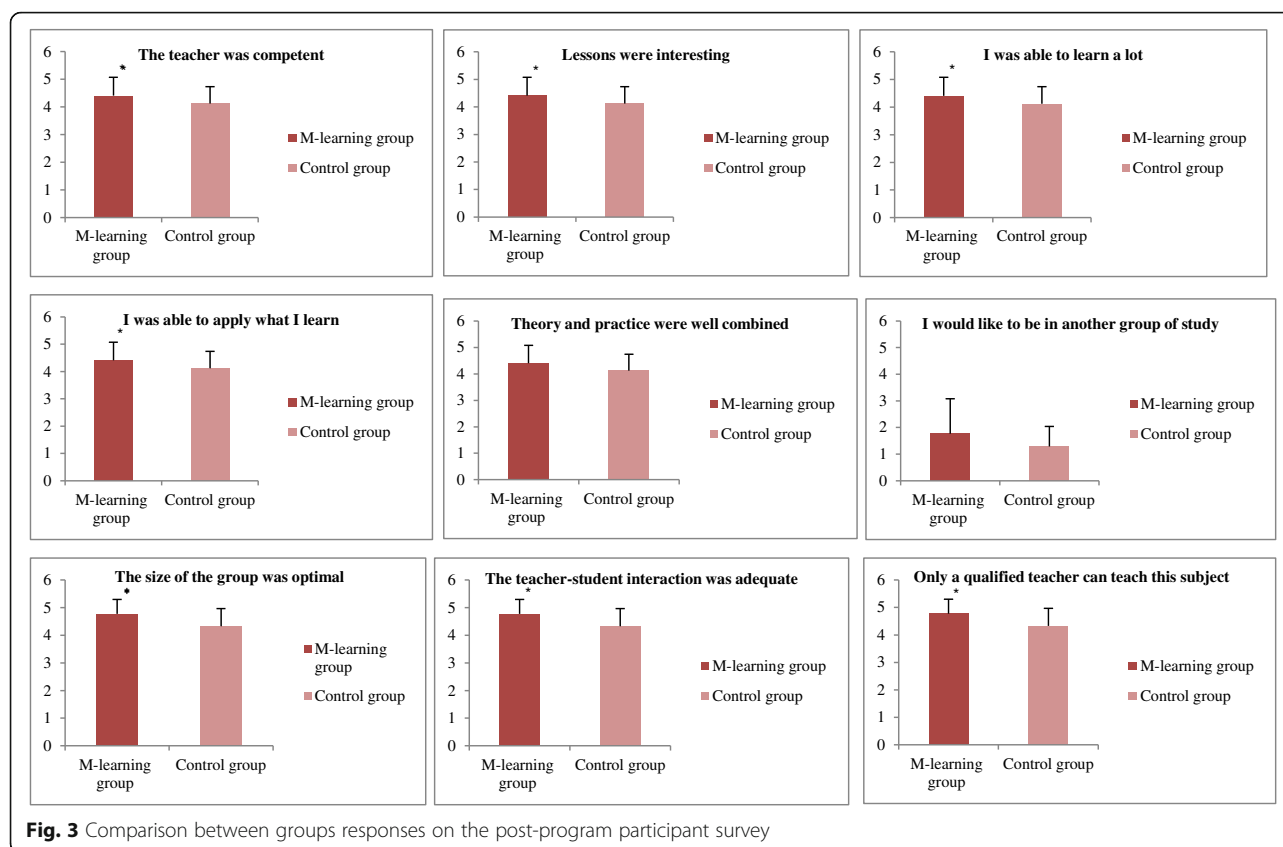 The teacher was competent
*
6
5
4
3
2
1
0
M-learning group
Control group
M-learning
group
Control group
Lessons were interesting
*
6
5
4
3
2
1
0
M-learning group
Control group
M-learning
group
Control group
I was able to learn a lot
*
6
5
4
3
2
1
0
M-learning group
Control group
M-learning
group
Control group
I was able to apply what I learn
*
6
5
4
3
2
1
0
M-learning group
Control group
M-learning
group
Control group
Theory and practice were well combined
6
5
4
3
2
1
0
M-learning group
Control group
M-learning
group
Control group
I would like to be in another group of study
6
5
4
3
2
1
0
M-learning group
Control group
M-learning
group
Control group
The size of the group was optimal
*
6
5
4
3
2
1
0
M-learning
group
Control group
M-learning
group
Control group
The teacher-student interaction was adequate
*
6
5
4
3
2
1
0
M-learning group
Control group
M-learning
group
Control group
Only a qualified teacher can teach this subject
*
6
5
4
3
2
1
0
M-learning group
Control group
M-learning
group
Control group
Fig. 3 Comparison between groups responses on the post-program participant survey